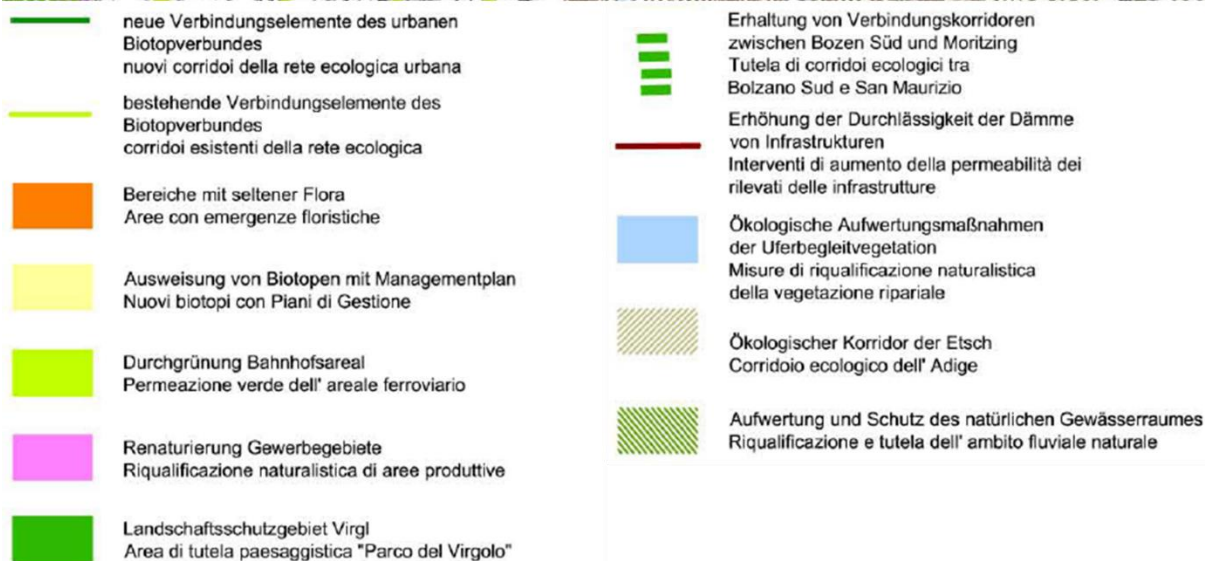 neue Verbindungselemente des urbanen
Biotopverbundes
nuovi corridoi della rete ecologica urbana
bestehende Verbindungselemente des
Biotopverbundes
corridoi esistenti della rete ecologica
Bereiche mit seltener Flora
Aree con emergenze floristiche
Ausweisung von Biotopen mit Managementplan
Nuovi biotopi con Piani di Gestione
Durchgrünung Bahnhofsareal
Permeazione verde dell' areale ferroviario
Renaturierung Gewerbegebiete
Riqualificazione naturalistica di aree produttive
Landschaftsschutzgebiet Virgl
Area di tutela paesaggistica "Parco del Virgolo"
Erhaltung von Verbindungskorridoren
zwischen Bozen Süd und Moritzing
Tutela di corridoi ecologici tra
Bolzano Sud e San Maurizio
Erhöhung der Durchlässigkeit der Dämme
von Infrastrukturen
Interventi di aumento della permeabilità dei
rilevati delle infrastrutture
Ökologische Aufwertungsmaßnahmen
der Uferbegleitvegetation
Misure di riqualificazione naturalistica
della vegetazione ripariale
Ökologischer Korridor der Etsch
Corridoio ecologico dell' Adige
Aufwertung und Schutz des natürlichen Gewässerraumes
Riqualificazione e tutela dell' ambito fluviale naturale